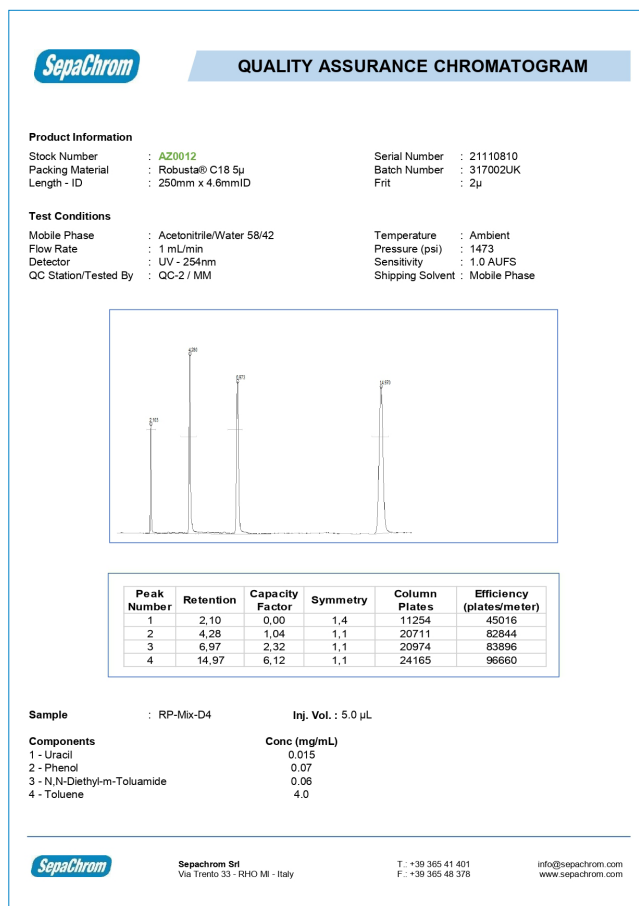 SepaChrom
QUALITY ASSURANCE CHROMATOGRAM
Product Information
Stock Number : AZ0012 Serial Number : 21110810
Packing Material : Robusta® C18 5µ Batch Number : 317002UK
Length - ID : 250mm x 4.6mmID Frit : 2µ
Test Conditions
Mobile Phase : Acetonitrile/Water 58/42 Temperature : Ambient
Flow Rate : 1 mL/min Pressure (psi) : 1473
Detector : UV - 254nm Sensitivity : 1.0 AUFS
QC Station/Tested By : QC-2 / MM Shipping Solvent : Mobile Phase
Peak Number Retention Capacity Factor Symmetry Column Plates Efficiency (plates/meter)
1 2,10 0,00 1,4 11254 45016
2 4,28 1,04 1,1 20711 82844
3 6,97 2,32 1,1 20974 83896
4 14,97 6,12 1,1 24165 96660
Sample : RP-Mix-D4 Inj. Vol. : 5.0 µL
Components Conc (mg/mL)
1 - Uracil 0.015
2 - Phenol 0.07
3 - N,N-Diethyl-m-Toluamide 0.06
4 - Toluene 4.0
SepaChrom
Sepachrom Srl T.: +39 365 41 401 info@sepachrom.com
Via Trento 33 - RHO MI - Italy F.: +39 365 48 378 www.sepachrom.com